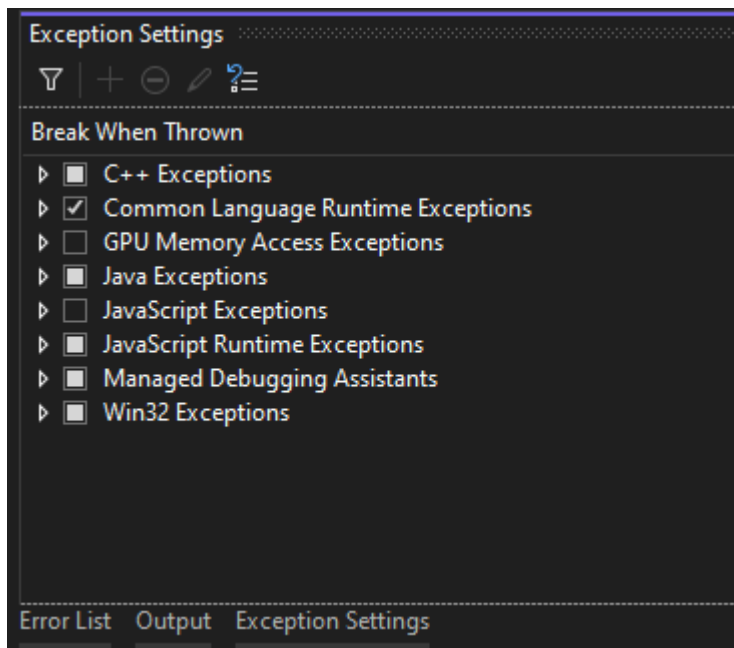 Exception Settings
Break When Thrown
C++ Exceptions
Common Language Runtime Exceptions
GPU Memory Access Exceptions
Java Exceptions
JavaScript Exceptions
JavaScript Runtime Exceptions
Managed Debugging Assistants
Win32 Exceptions
Error List Output Exception Settings